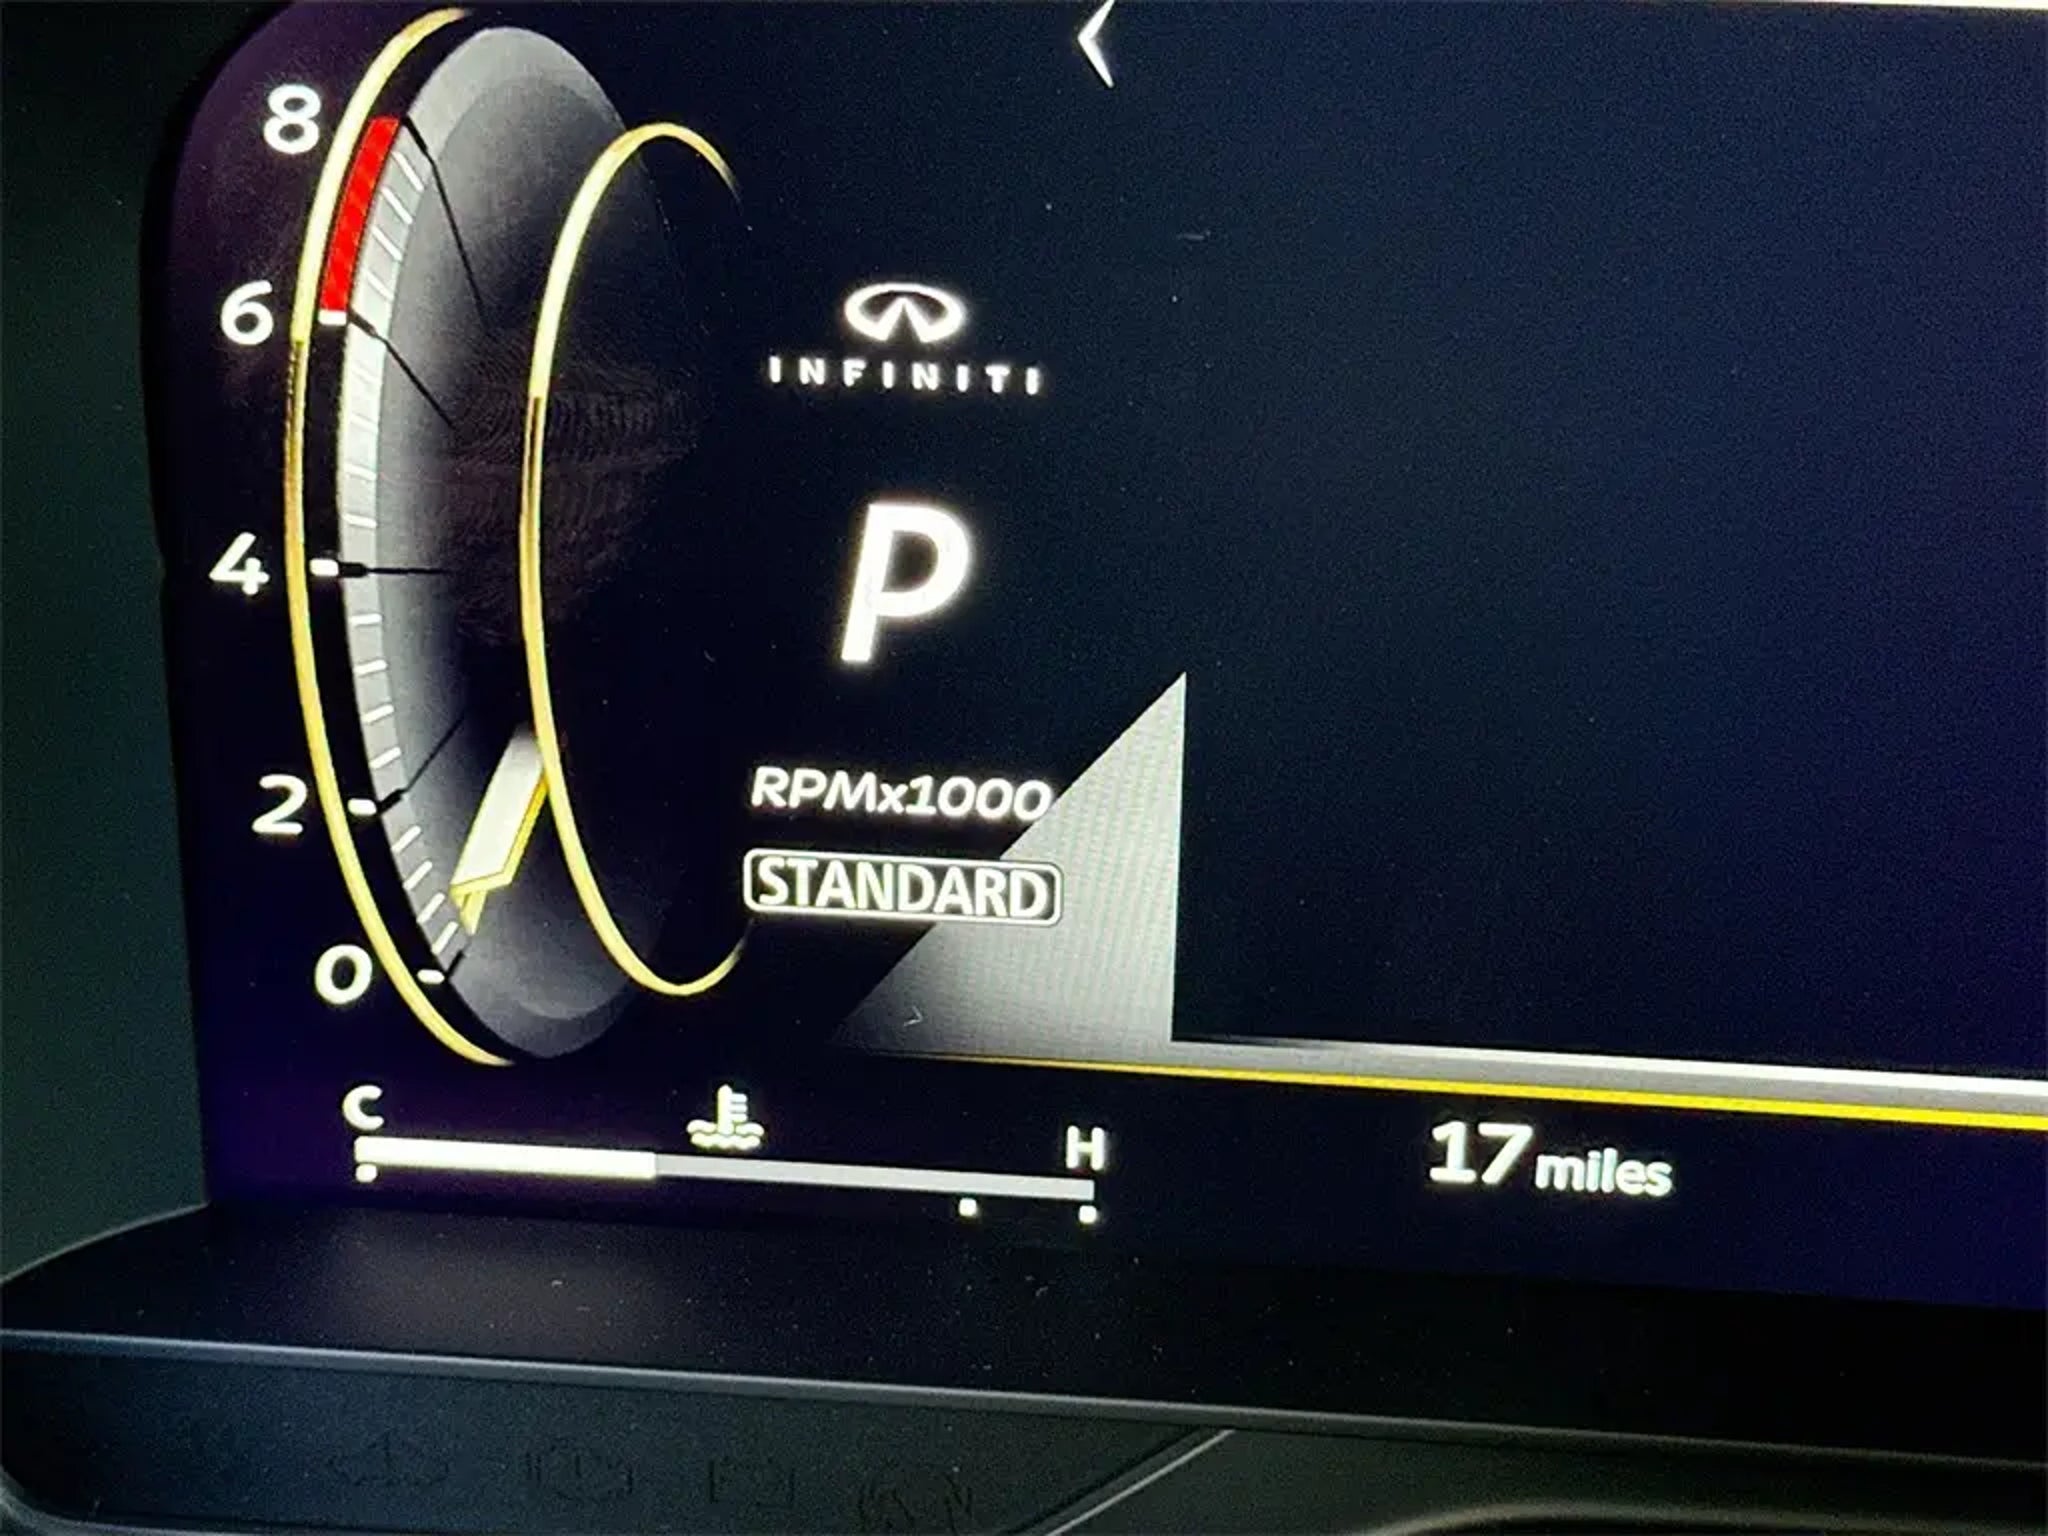 8
6
4
2
0
INFINITI
P
RPMx1000
STANDARD
C
H
17 miles